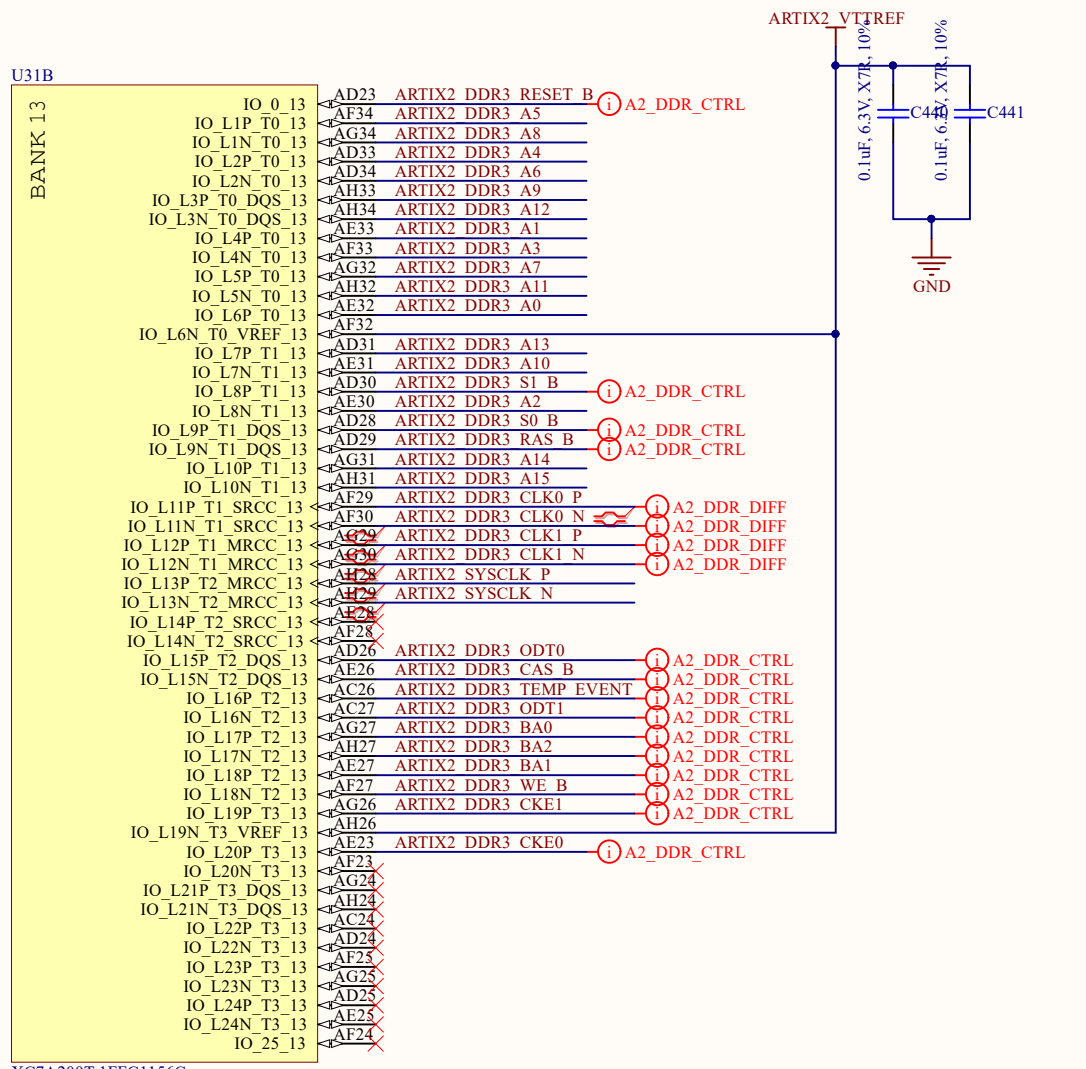 ARTIX2_VTTREF
0.1uF, 6.3V, X7R, 10%
C440
0.1uF, 6.3V, X7R, 10%
C441
GND
U31B
BANK 13
IO_0_13 AD23 ARTIX2_DDR3_RESET_B i A2_DDR_CTRL
IO_L1P_T0_13 AF34 ARTIX2_DDR3_A5
IO_L1N_T0_13 AG34 ARTIX2_DDR3_A8
IO_L2P_T0_13 AD33 ARTIX2_DDR3_A4
IO_L2N_T0_13 AD34 ARTIX2_DDR3_A6
IO_L3P_T0_DQS_13 AH33 ARTIX2_DDR3_A9
IO_L3N_T0_DQS_13 AH34 ARTIX2_DDR3_A12
IO_L4P_T0_13 AE33 ARTIX2_DDR3_A1
IO_L4N_T0_13 AF33 ARTIX2_DDR3_A3
IO_L5P_T0_13 AG32 ARTIX2_DDR3_A7
IO_L5N_T0_13 AH32 ARTIX2_DDR3_A11
IO_L6P_T0_13 AE32 ARTIX2_DDR3_A0
IO_L6N_T0_VREF_13 AF32
IO_L7P_T1_13 AD31 ARTIX2_DDR3_A13
IO_L7N_T1_13 AE31 ARTIX2_DDR3_A10
IO_L8P_T1_13 AD30 ARTIX2_DDR3_S1_B i A2_DDR_CTRL
IO_L8N_T1_13 AE30 ARTIX2_DDR3_A2
IO_L9P_T1_DQS_13 AD28 ARTIX2_DDR3_S0_B i A2_DDR_CTRL
IO_L9N_T1_DQS_13 AD29 ARTIX2_DDR3_RAS_B i A2_DDR_CTRL
IO_L10P_T1_13 AG31 ARTIX2_DDR3_A14
IO_L10N_T1_13 AH31 ARTIX2_DDR3_A15
IO_L11P_T1_SRCC_13 AF29 ARTIX2_DDR3_CLK0_P i A2_DDR_DIFF
IO_L11N_T1_SRCC_13 AF30 ARTIX2_DDR3_CLK0_N i A2_DDR_DIFF
IO_L12P_T1_MRCC_13 AG29 ARTIX2_DDR3_CLK1_P i A2_DDR_DIFF
IO_L12N_T1_MRCC_13 AG30 ARTIX2_DDR3_CLK1_N i A2_DDR_DIFF
IO_L13P_T2_MRCC_13 AH28 ARTIX2_SYSCLK_P
IO_L13N_T2_MRCC_13 AH29 ARTIX2_SYSCLK_N
IO_L14P_T2_SRCC_13 AE28
IO_L14N_T2_SRCC_13 AF28
IO_L15P_T2_DQS_13 AD26 ARTIX2_DDR3_ODT0 i A2_DDR_CTRL
IO_L15N_T2_DQS_13 AE26 ARTIX2_DDR3_CAS_B i A2_DDR_CTRL
IO_L16P_T2_13 AC26 ARTIX2_DDR3_TEMP_EVENT i A2_DDR_CTRL
IO_L16N_T2_13 AC27 ARTIX2_DDR3_ODT1 i A2_DDR_CTRL
IO_L17P_T2_13 AG27 ARTIX2_DDR3_BA0 i A2_DDR_CTRL
IO_L17N_T2_13 AH27 ARTIX2_DDR3_BA2 i A2_DDR_CTRL
IO_L18P_T2_13 AE27 ARTIX2_DDR3_BA1 i A2_DDR_CTRL
IO_L18N_T2_13 AF27 ARTIX2_DDR3_WE_B i A2_DDR_CTRL
IO_L19P_T3_13 AG26 ARTIX2_DDR3_CKE1 i A2_DDR_CTRL
IO_L19N_T3_VREF_13 AH26
IO_L20P_T3_13 AE23 ARTIX2_DDR3_CKE0 i A2_DDR_CTRL
IO_L20N_T3_13 AF23
IO_L21P_T3_DQS_13 AG24
IO_L21N_T3_DQS_13 AH24
IO_L22P_T3_13 AC24
IO_L22N_T3_13 AD24
IO_L23P_T3_13 AF25
IO_L23N_T3_13 AG25
IO_L24P_T3_13 AD25
IO_L24N_T3_13 AE25
IO_25_13 AF24